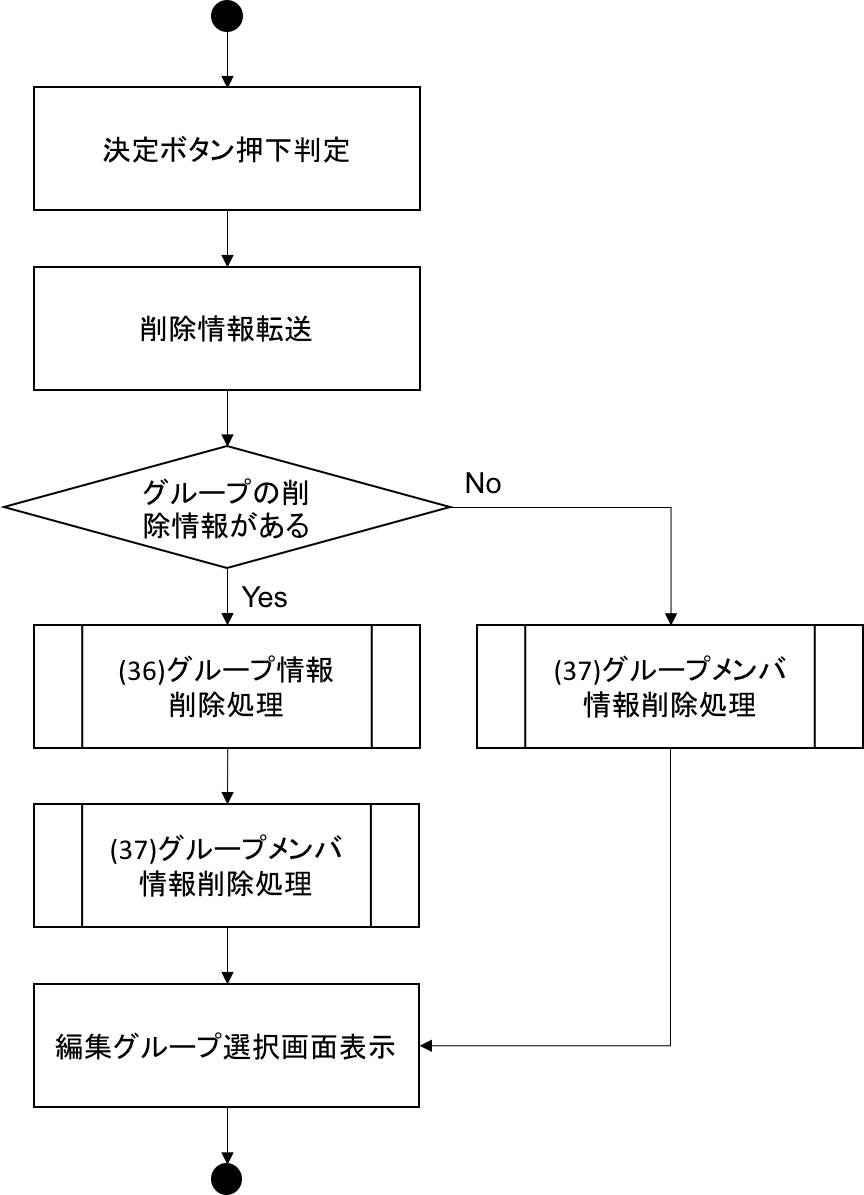 決定ボタン押下判定
削除情報転送
グループの削
除情報がある
No
Yes
(36)グループ情報
削除処理
(37)グループメンバ
情報削除処理
(37)グループメンバ
情報削除処理
編集グループ選択画面表示